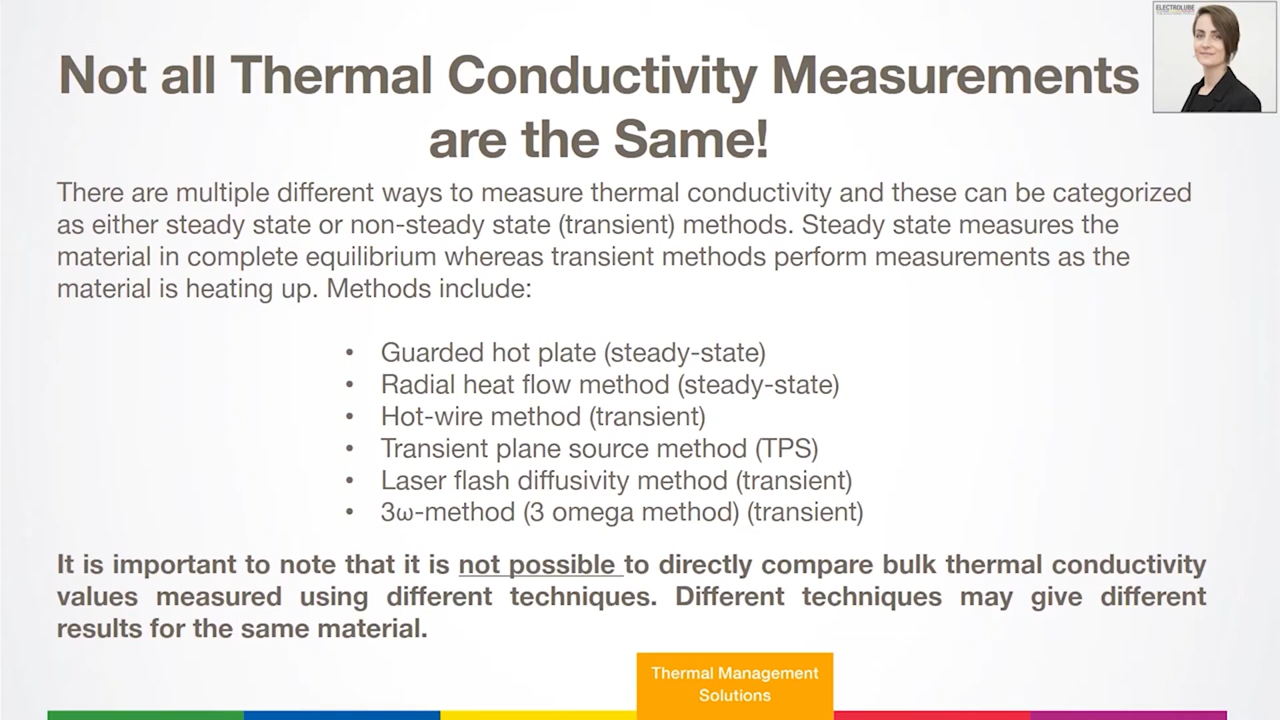 ELECTROLUBE
Not all Thermal Conductivity Measurements
are the Same!
There are multiple different ways to measure thermal conductivity and these can be categorized
as either steady state or non-steady state (transient) methods. Steady state measures the
material in complete equilibrium whereas transient methods perform measurements as the
material is heating up. Methods include:
• Guarded hot plate (steady-state)
• Radial heat flow method (steady-state)
• Hot-wire method (transient)
• Transient plane source method (TPS)
• Laser flash diffusivity method (transient)
• 3ω-method (3 omega method) (transient)
It is important to note that it is not possible to directly compare bulk thermal conductivity
values measured using different techniques. Different techniques may give different
results for the same material.
Thermal Management
Solutions